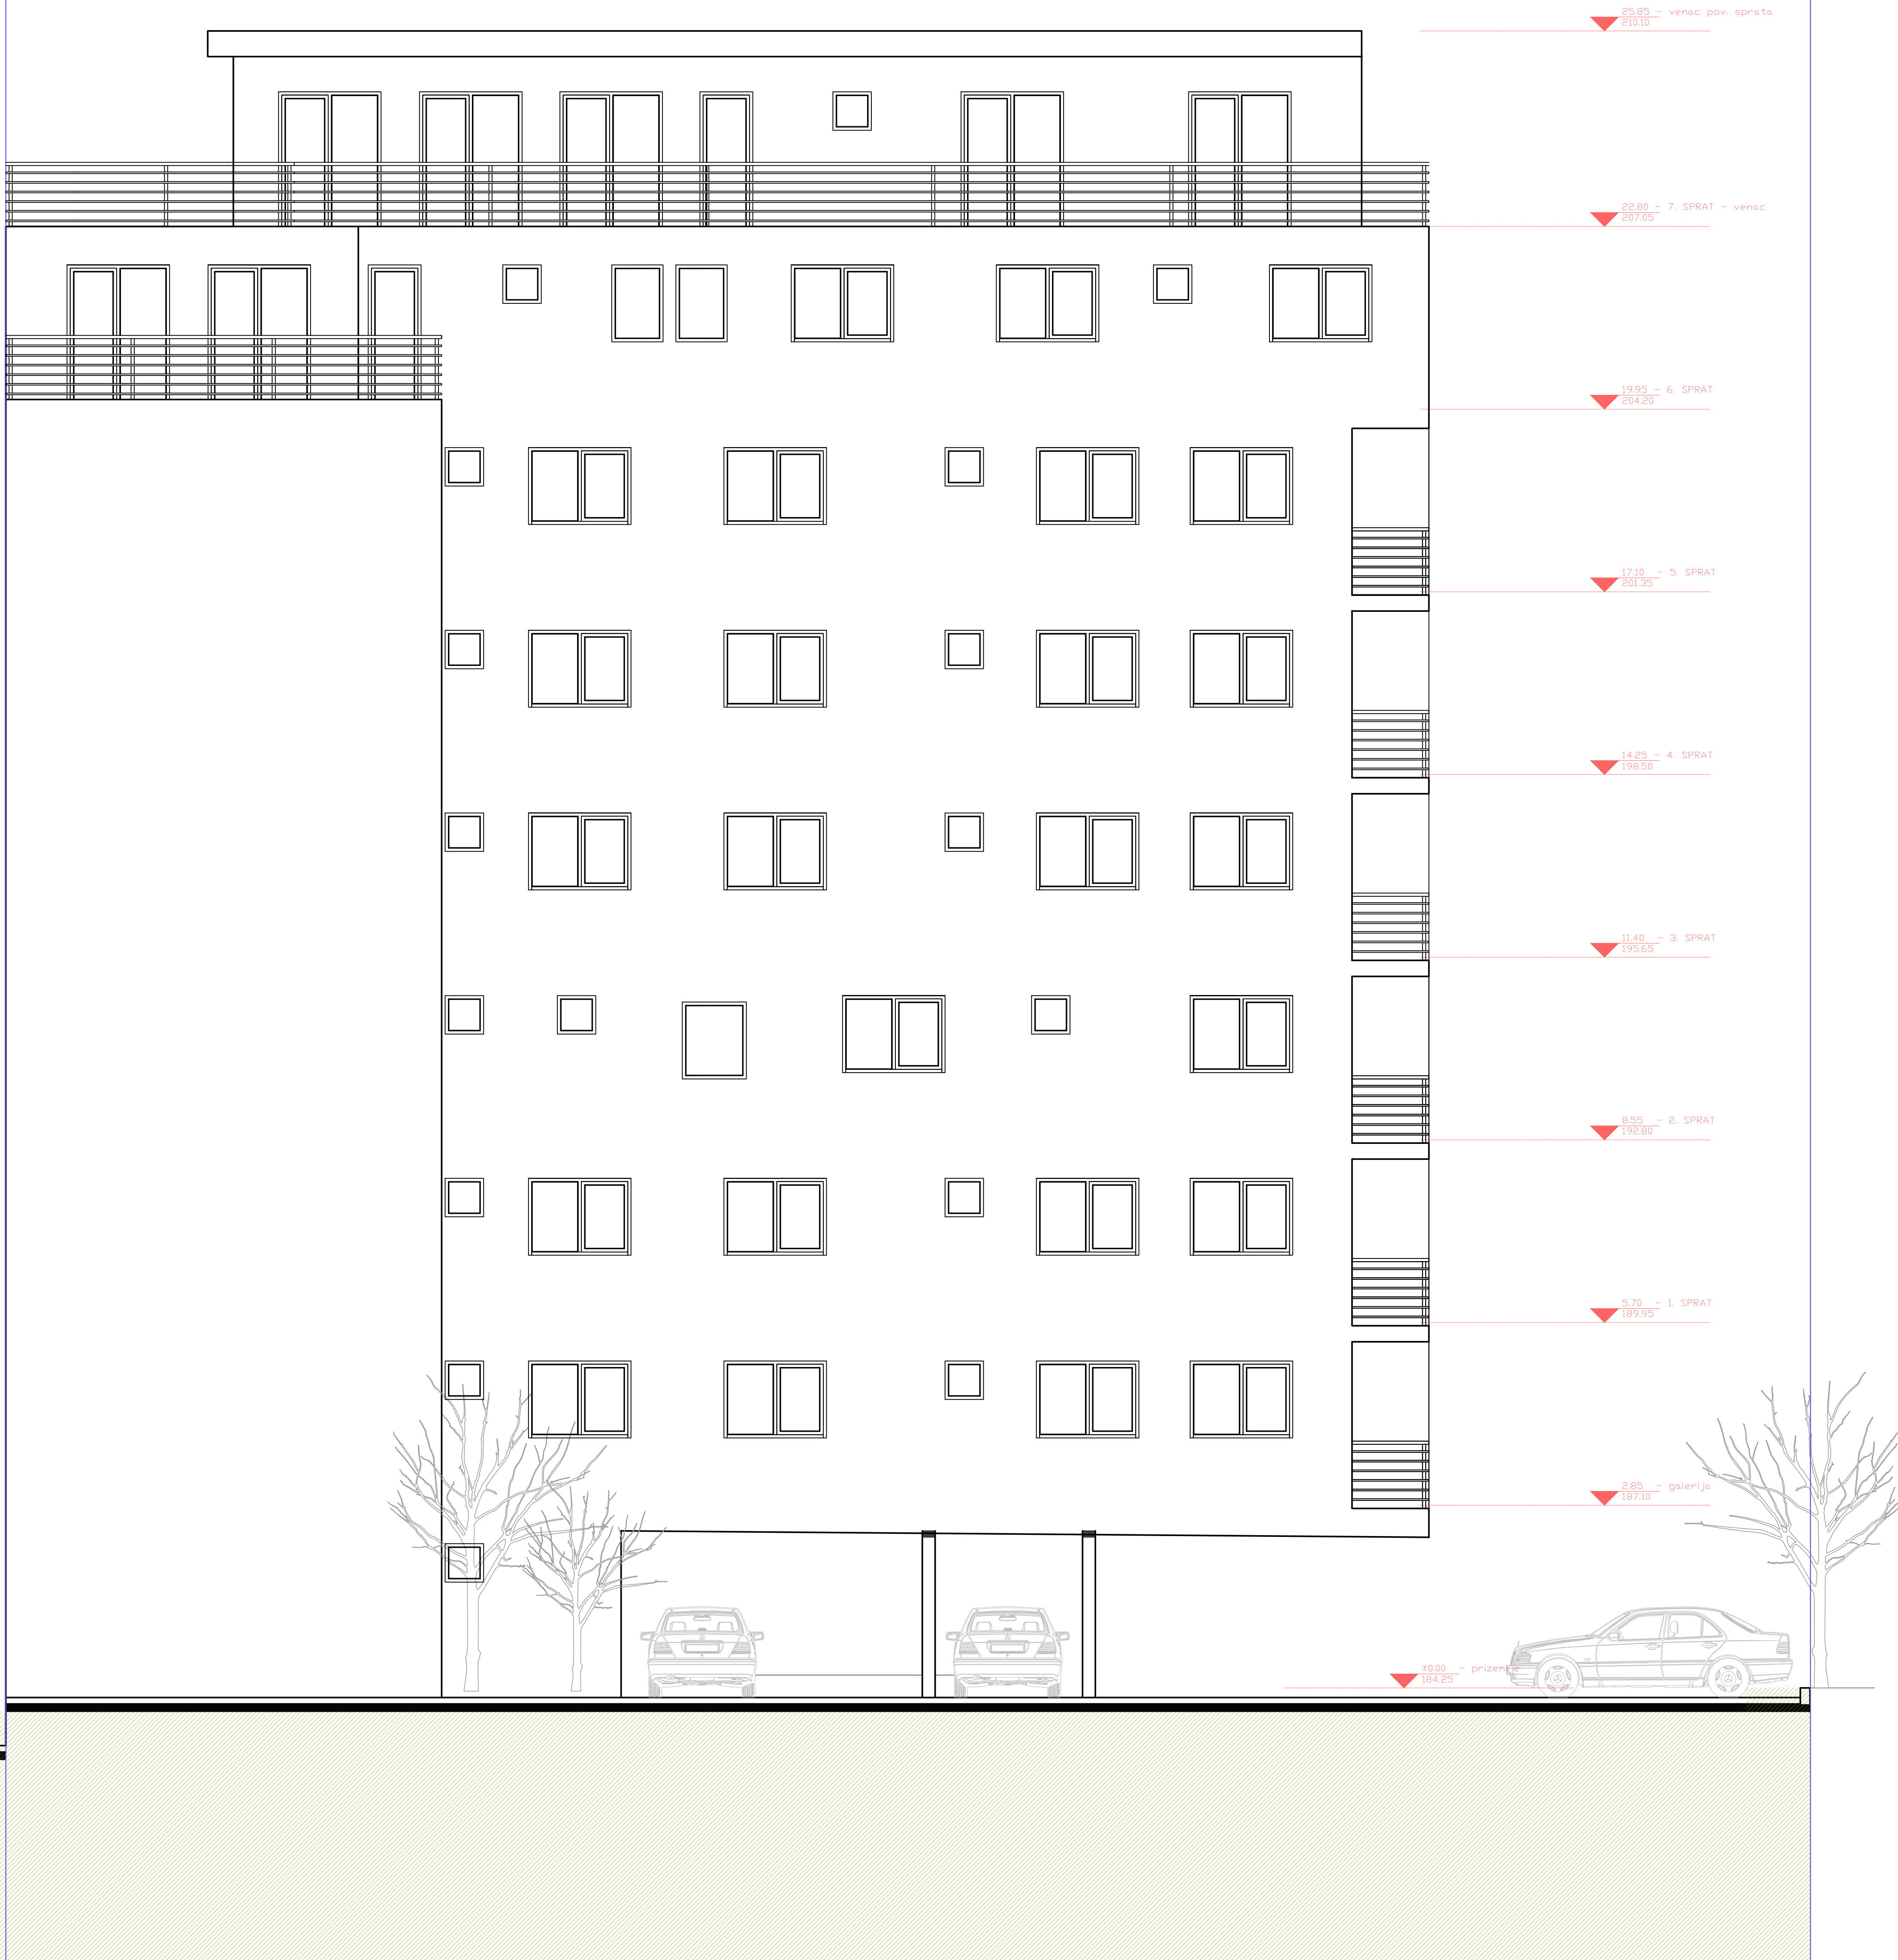 25.85 - venac pov. sprata
210.10
22.80 - 7. SPRAT - venac
207.05
19.95 - 6. SPRAT
204.20
17.10 - 5. SPRAT
201.35
14.25 - 4. SPRAT
198.50
11.40 - 3. SPRAT
195.65
8.55 - 2. SPRAT
192.80
5.70 - 1. SPRAT
189.95
2.85 - galerija
187.10
±0.00 - prizemlje
184.25